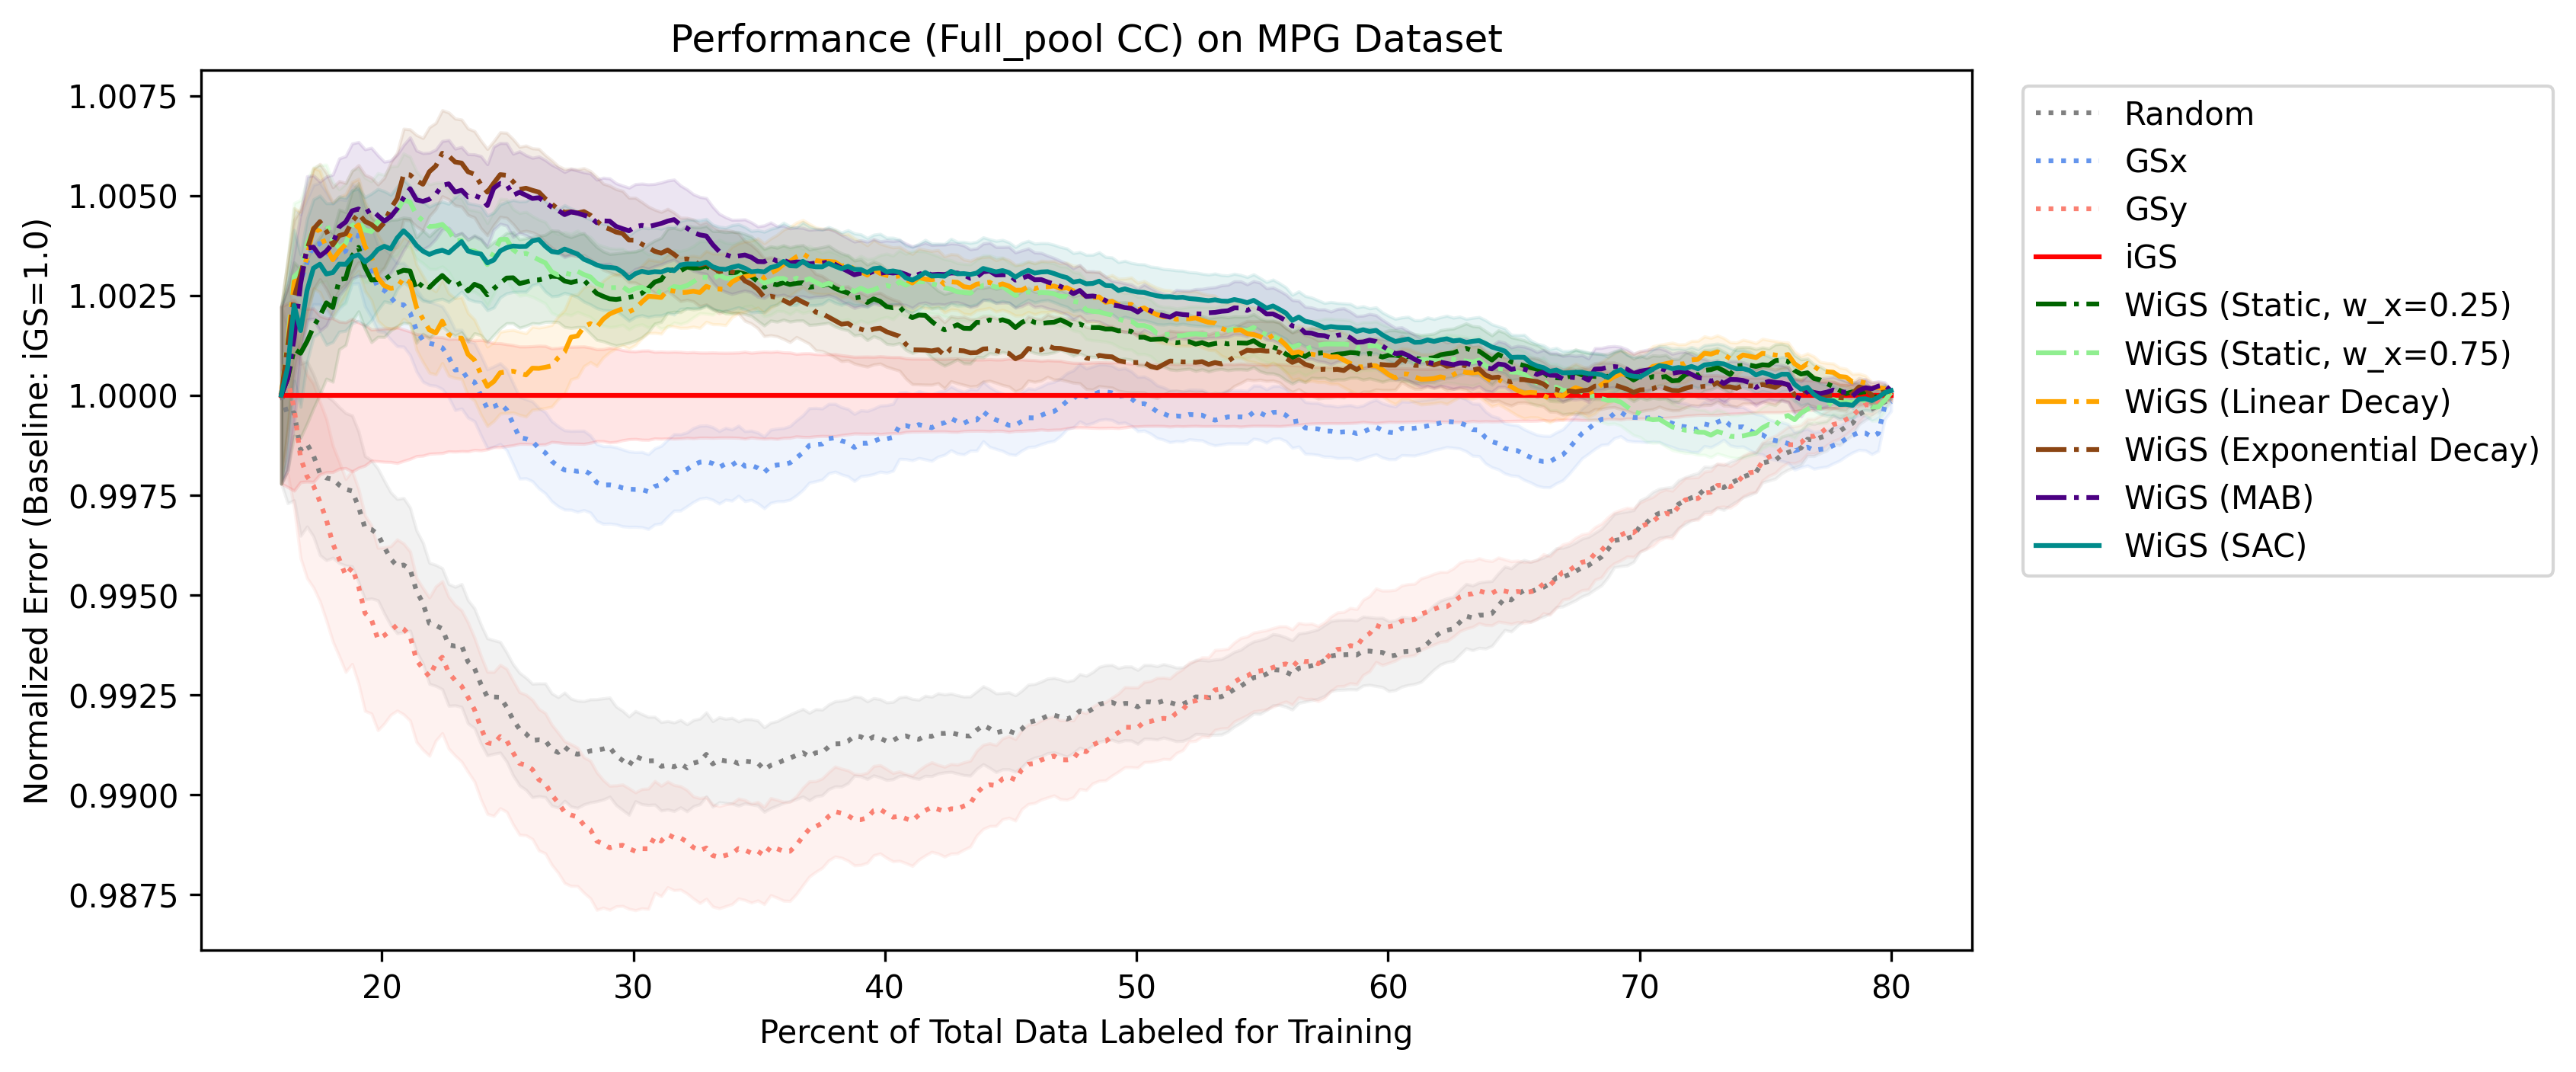 Performance (Full_pool CC) on MPG Dataset
Normalized Error (Baseline: iGS=1.0)
1.0075
1.0050
1.0025
1.0000
0.9975
0.9950
0.9925
0.9900
0.9875
20 30 40 50 60 70 80
Percent of Total Data Labeled for Training
Random
GSx
GSy
iGS
WiGS (Static, w_x=0.25)
WiGS (Static, w_x=0.75)
WiGS (Linear Decay)
WiGS (Exponential Decay)
WiGS (MAB)
WiGS (SAC)